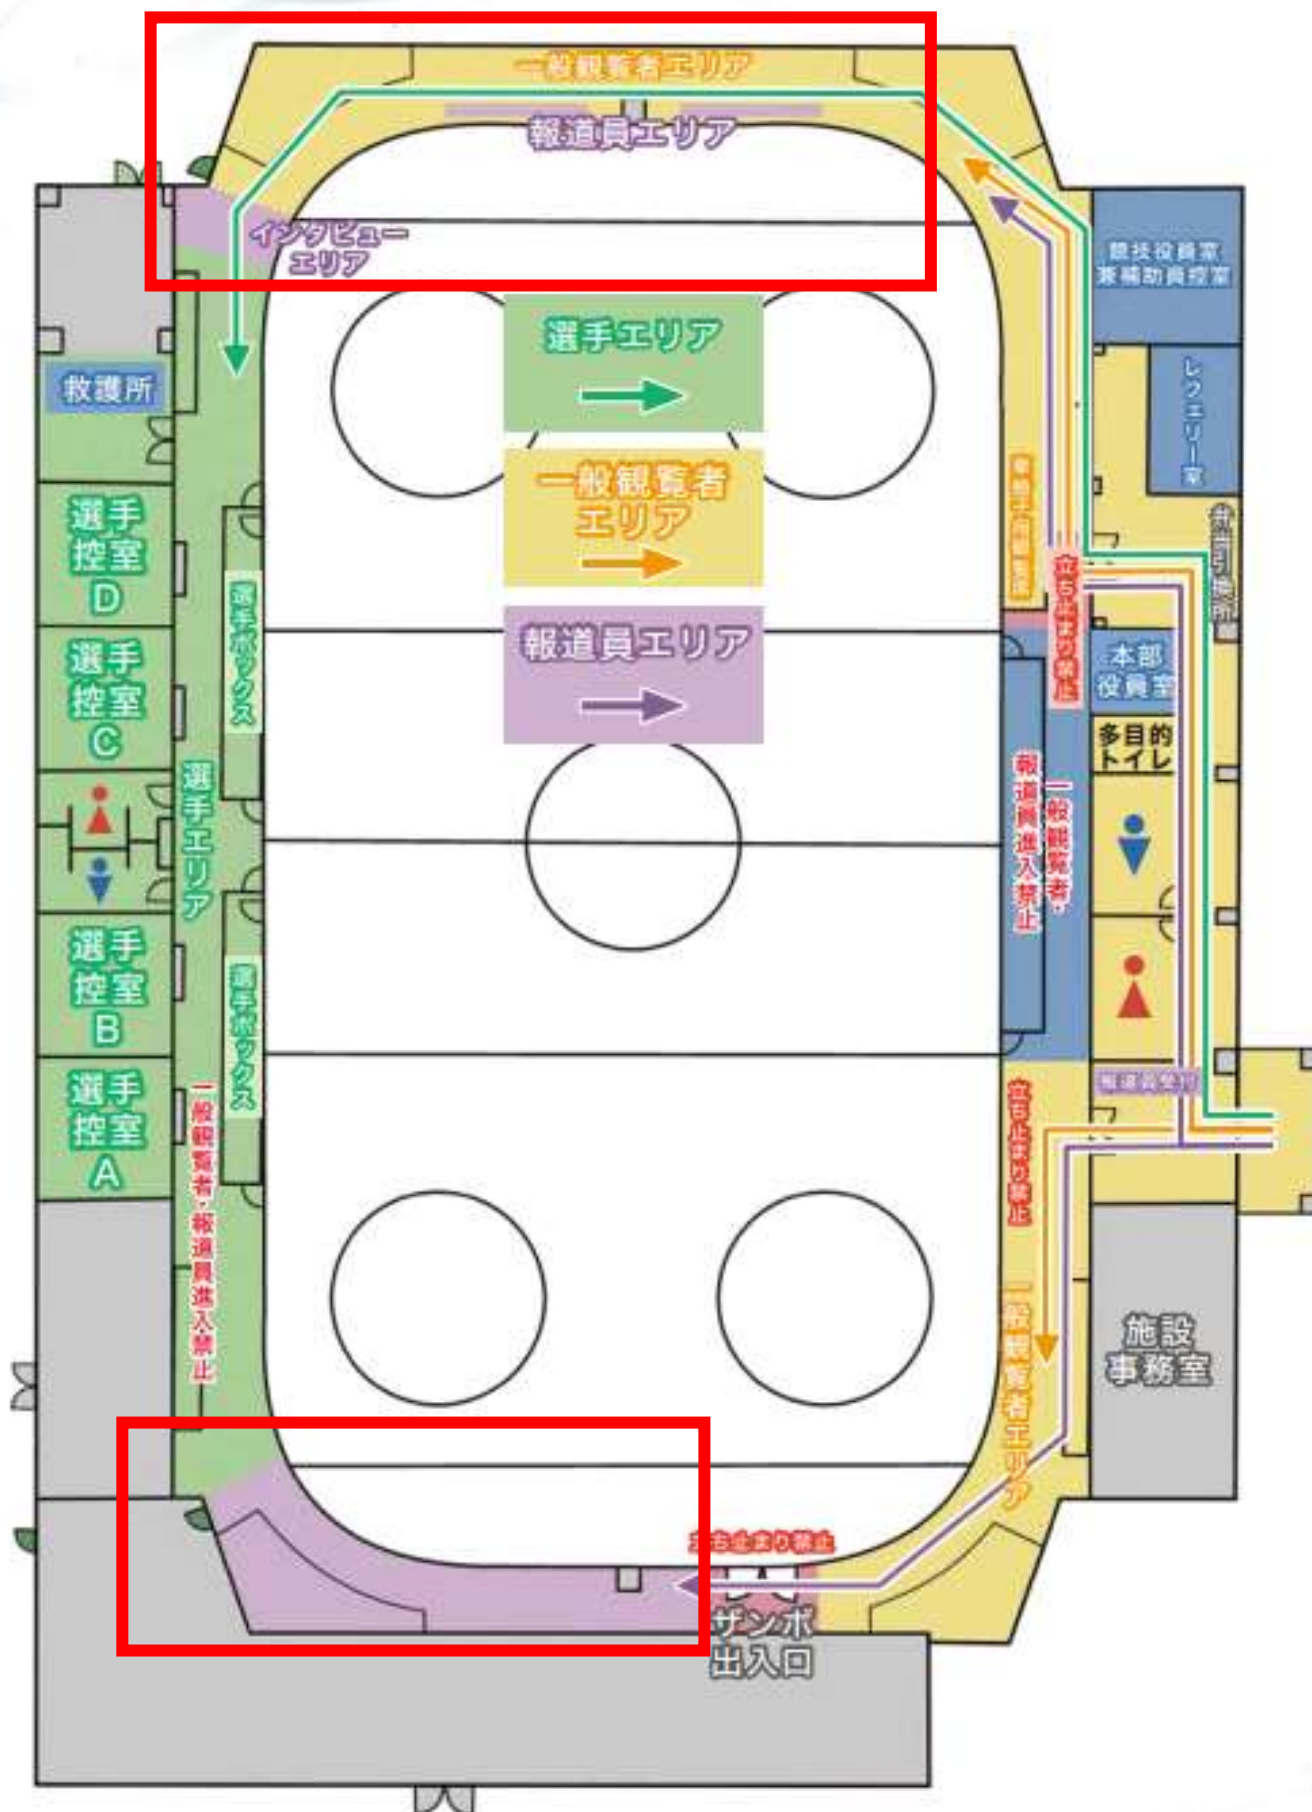 一般観覧者エリア
報道員エリア
インタビュー
エリア
競技役員室
兼補助員控室
選手エリア
救護所
レフェリー室
一般観覧者
エリア
選手
控室
D
弁当引換所
立ち止まり禁止
選手ボックス
報道員エリア
本部
役員室
選手
控室
C
多目的
トイレ
選手エリア
一般観覧者・
報道員進入禁止
選手
控室
B
選手ボックス
選手
控室
A
報道員受付
立ち止まり禁止
一般観覧者・報道員進入禁止
一般観覧者エリア
施設
事務室
立ち止まり禁止
ザンボ
出入口